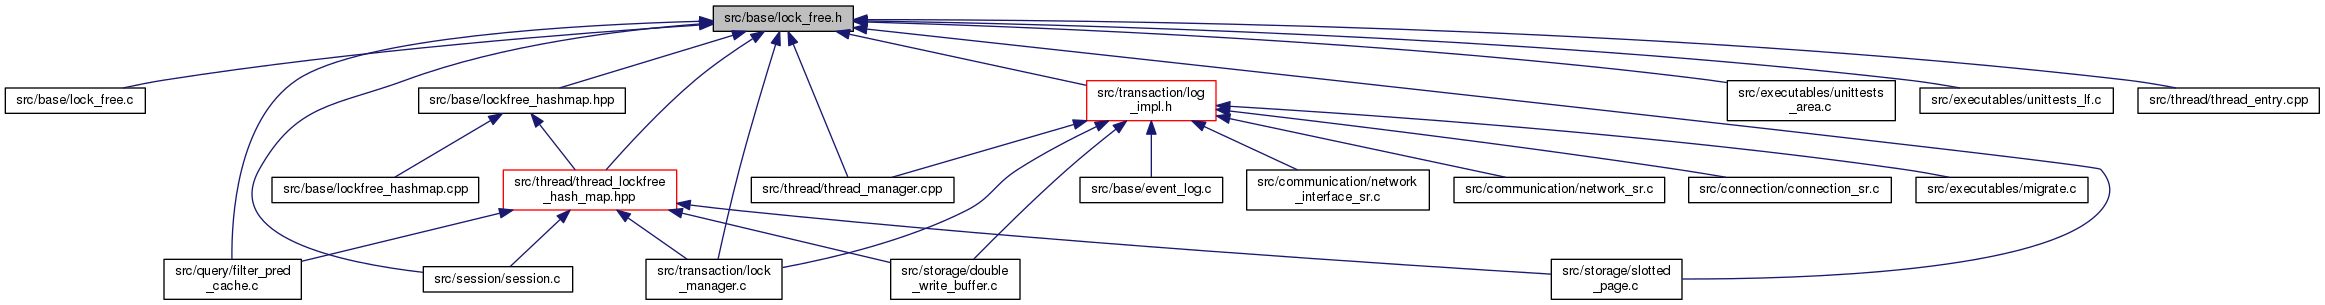 src/base/lock_free.h
src/base/lock_free.c
src/base/lockfree_hashmap.hpp
src/transaction/log
_impl.h
src/executables/unittests
_area.c
src/executables/unittests_lf.c
src/thread/thread_entry.cpp
src/base/lockfree_hashmap.cpp
src/thread/thread_lockfree
_hash_map.hpp
src/thread/thread_manager.cpp
src/base/event_log.c
src/communication/network
_interface_sr.c
src/communication/network_sr.c
src/connection/connection_sr.c
src/executables/migrate.c
src/query/filter_pred
_cache.c
src/session/session.c
src/transaction/lock
_manager.c
src/storage/double
_write_buffer.c
src/storage/slotted
_page.c